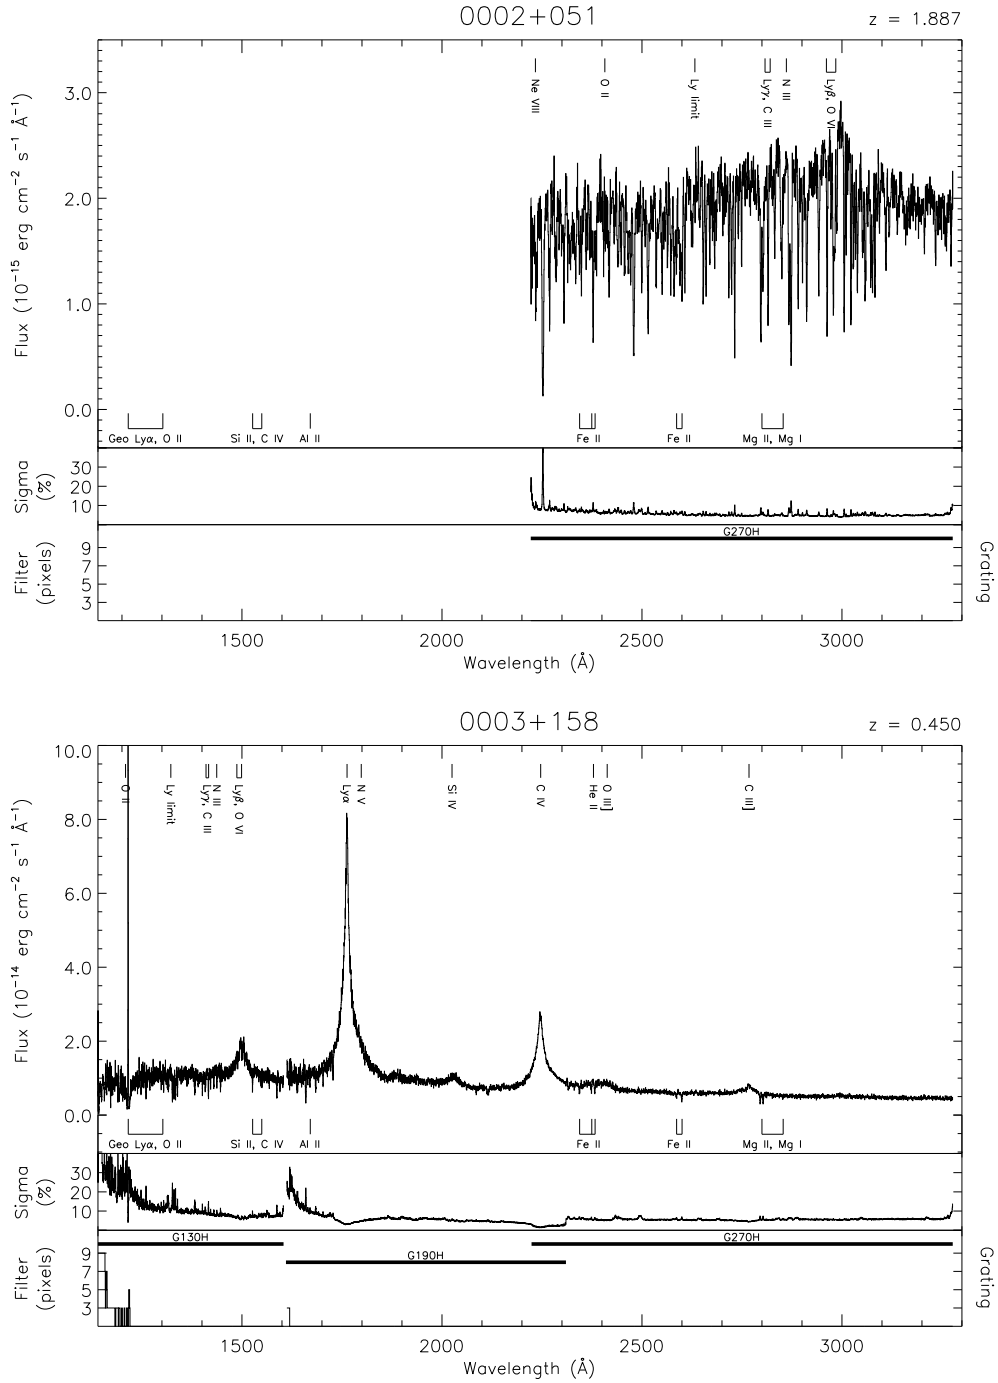 0002+051
z = 1.887
Ne VIII
O II
Ly limit
Lyγ, C III
N III
Lyβ, O VI
3.0
2.0
1.0
0.0
Flux (10⁻¹⁵ erg cm⁻² s⁻¹ Å⁻¹)
Geo Lyα, O II
Si II, C IV
Al II
Fe II
Fe II
Mg II, Mg I
30
20
10
Sigma
(%)
G270H
9
7
5
3
Filter
(pixels)
Grating
1500
2000
2500
3000
Wavelength (Å)
0003+158
z = 0.450
O II
Ly limit
Lyγ, C III
N III
Lyβ, O VI
Lyα
N V
Si IV
C IV
He II
O III]
C III]
10.0
8.0
6.0
4.0
2.0
0.0
Flux (10⁻¹⁴ erg cm⁻² s⁻¹ Å⁻¹)
Geo Lyα, O II
Si II, C IV
Al II
Fe II
Fe II
Mg II, Mg I
30
20
10
Sigma
(%)
G130H
G190H
G270H
9
7
5
3
Filter
(pixels)
Grating
1500
2000
2500
3000
Wavelength (Å)